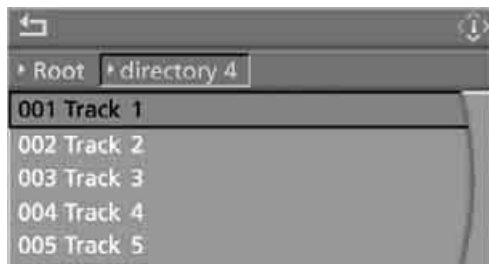 Root directory 4
001 Track 1
002 Track 2
003 Track 3
004 Track 4
005 Track 5